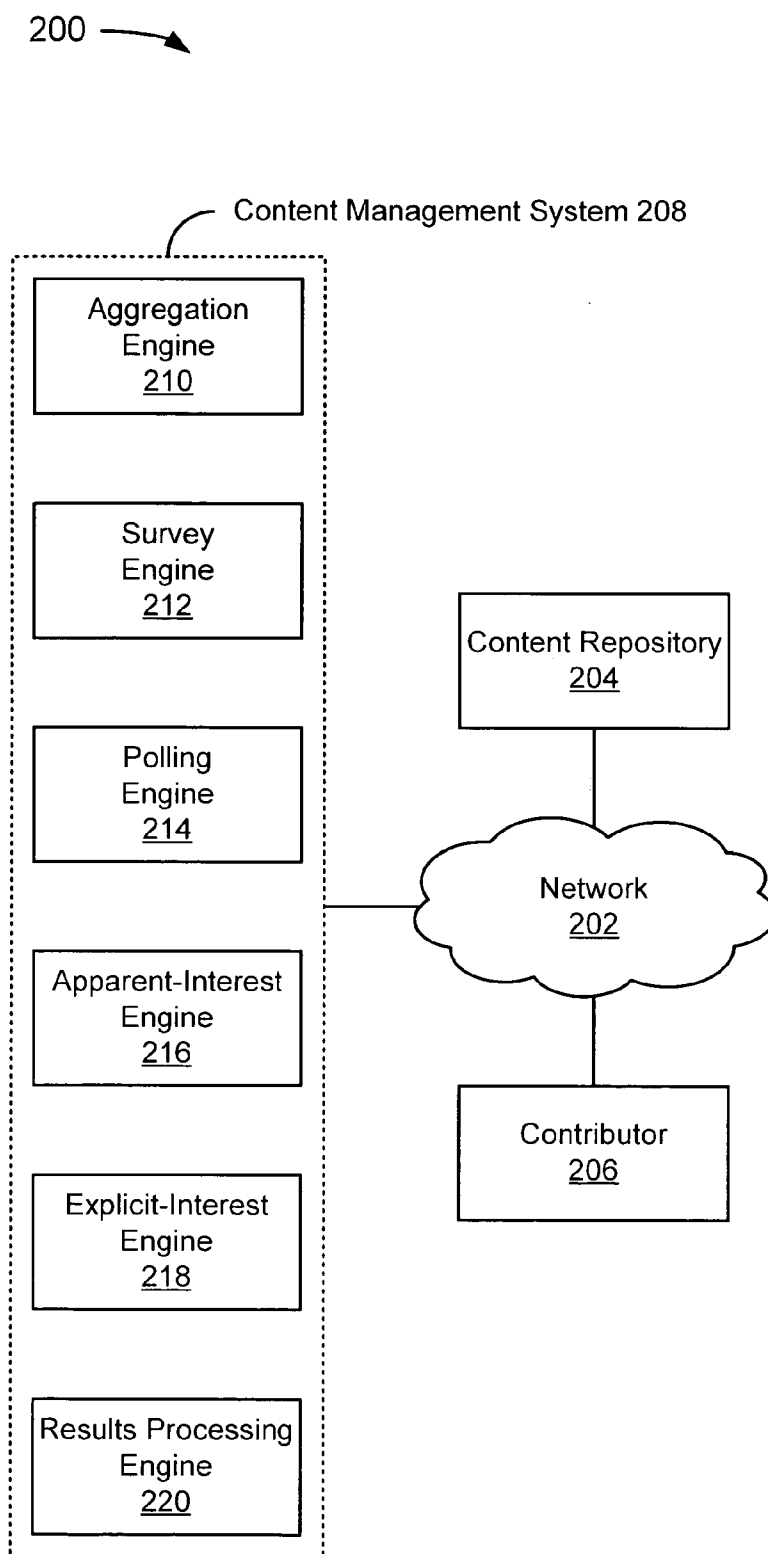 200
Content Management System 208
Aggregation
Engine
210
Survey
Engine
212
Polling
Engine
214
Apparent-Interest
Engine
216
Explicit-Interest
Engine
218
Results Processing
Engine
220
Content Repository
204
Network
202
Contributor
206